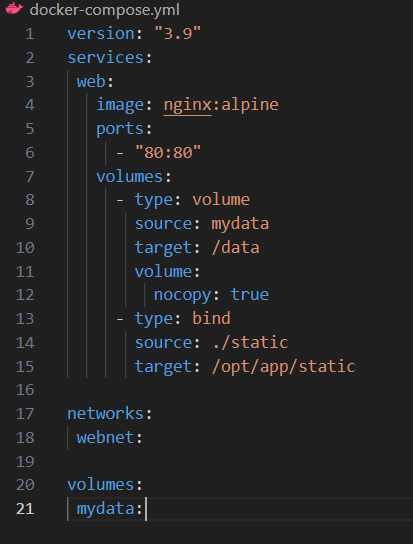 docker-compose.yml
1 version: "3.9"
2 services:
3  web:
4   image: nginx:alpine
5   ports:
6     - "80:80"
7   volumes:
8     - type: volume
9       source: mydata
10       target: /data
11       volume:
12         nocopy: true
13     - type: bind
14       source: ./static
15       target: /opt/app/static
16
17 networks:
18  webnet:
19
20 volumes:
21  mydata: